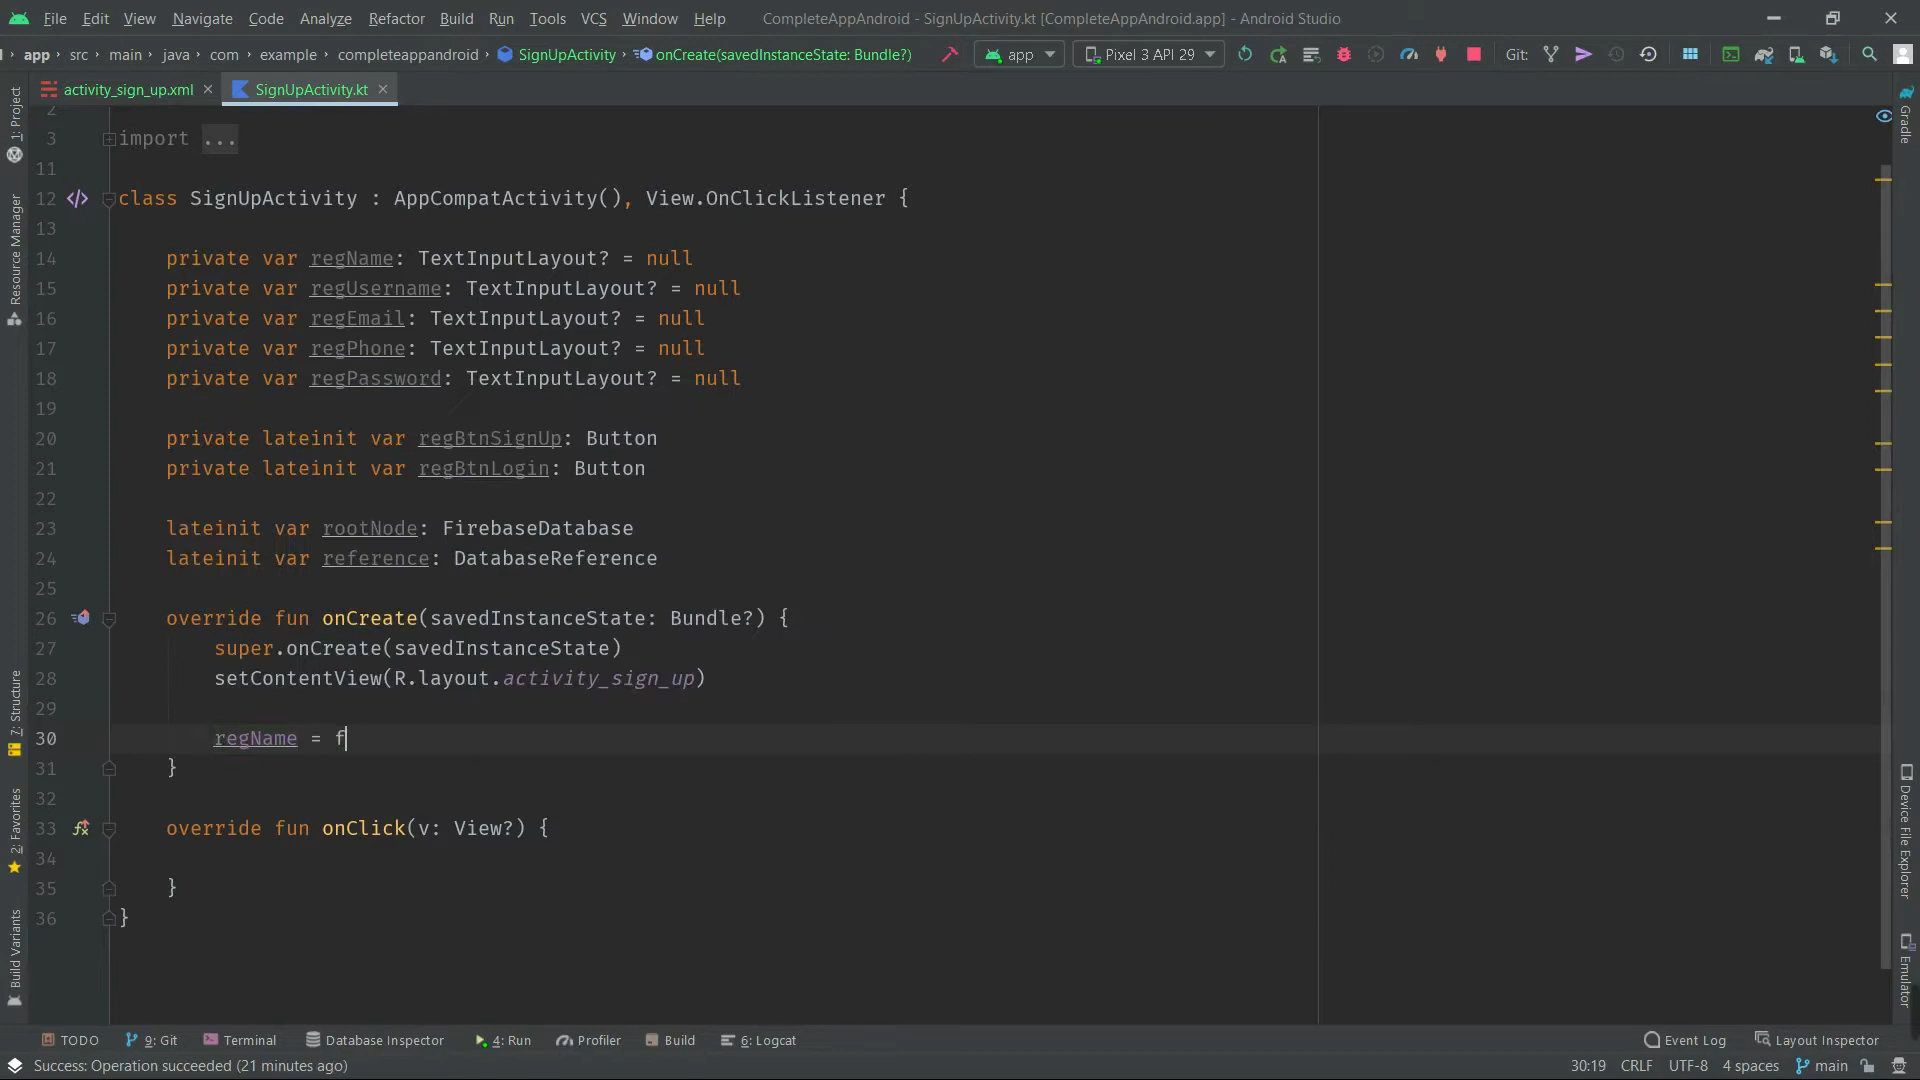 File Edit View Navigate Code Analyze Refactor Build Run Tools VCS Window Help CompleteAppAndroid - SignUpActivity.kt [CompleteAppAndroid.app] - Android Studio
app src main java com example completeappandroid SignUpActivity onCreate(savedInstanceState: Bundle?) app Pixel 3 API 29 Git:
activity_sign_up.xml SignUpActivity.kt
1: Project
Resource Manager
7: Structure
2: Favorites
Build Variants
2
3 import ...
11
12 class SignUpActivity : AppCompatActivity(), View.OnClickListener {
13
14 private var regName: TextInputLayout? = null
15 private var regUsername: TextInputLayout? = null
16 private var regEmail: TextInputLayout? = null
17 private var regPhone: TextInputLayout? = null
18 private var regPassword: TextInputLayout? = null
19
20 private lateinit var regBtnSignUp: Button
21 private lateinit var regBtnLogin: Button
22
23 lateinit var rootNode: FirebaseDatabase
24 lateinit var reference: DatabaseReference
25
26 override fun onCreate(savedInstanceState: Bundle?) {
27 super.onCreate(savedInstanceState)
28 setContentView(R.layout.activity_sign_up)
29
30 regName = f
31 }
32
33 override fun onClick(v: View?) {
34
35 }
36 }
Gradle
Device File Explorer
Emulator
TODO 9: Git Terminal Database Inspector 4: Run Profiler Build 6: Logcat Event Log Layout Inspector
Success: Operation succeeded (21 minutes ago) 30:19 CRLF UTF-8 4 spaces main